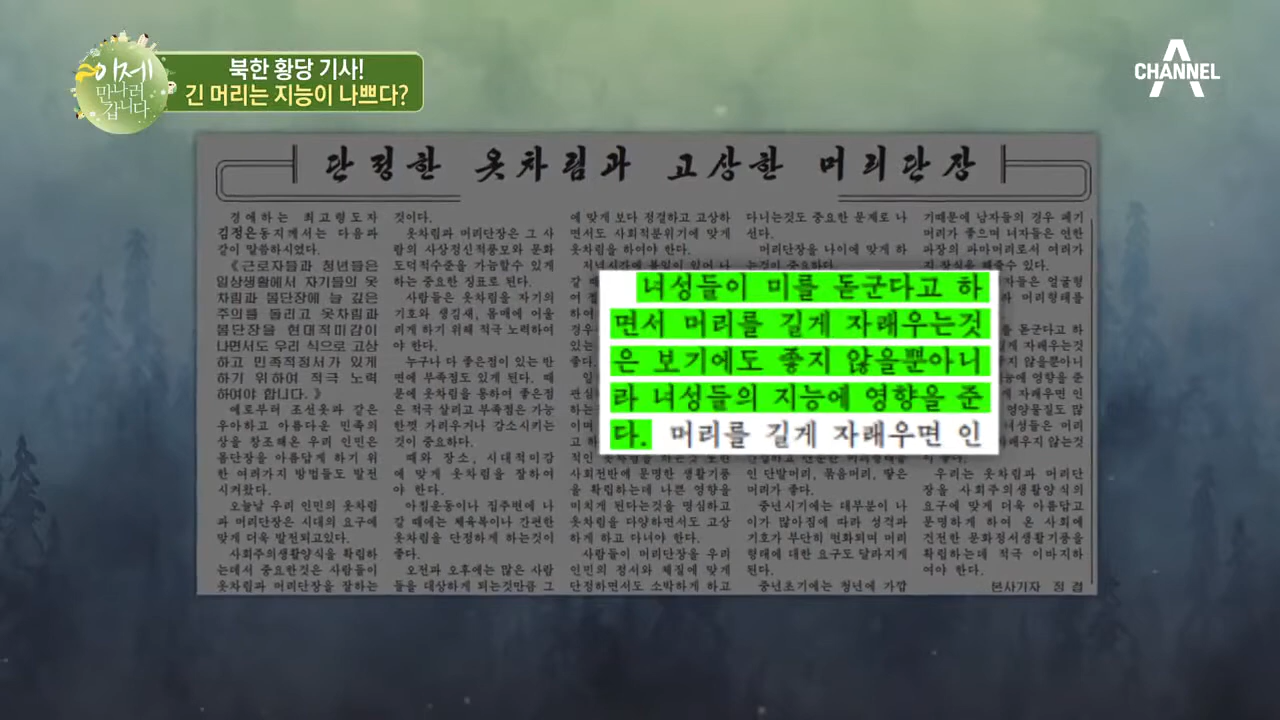 이제
만나러
갑니다
북한 황당 기사!
긴 머리는 지능이 나쁘다?
CHANNEL
단정한 옷차림과 고상한 머리단장
경애하는 최고령도자
김정은동지께서는 다음과
같이 말씀하시였다.
《근로자들과 청년들은
일상생활에서 자기들의 옷
차림과 몸단장에 늘 깊은
주의를 돌리고 옷차림과
몸단장을 현대적미감이
나면서도 우리 식으로 고상
하고 민족적정서가 있게
하기 위하여 적극 노력
하여야 합니다.》
예로부터 조선옷과 같은
우아하고 아름다운 민족의
상을 창조해온 우리 인민은
몸단장을 아름답게 하기 위
한 여러가지 방법들도 발전
시켜왔다.
오늘날 우리 인민의 옷차림
과 머리단장은 시대의 요구에
맞게 더욱 발전되고있다.
사회주의생활양식을 확립하
는데서 중요한것은 사람들이
옷차림과 머리단장을 잘하는
것이다.
옷차림과 머리단장은 그 사
람의 사상정신적풍모와 문화
도덕적수준을 가늠할수 있게
하는 중요한 징표로 된다.
사람들은 옷차림을 자기의
기호와 생김새, 몸매에 어울
리게 하기 위해 적극 노력하여
야 한다.
누구나 다 좋은점이 있는 반
면에 부족점도 있게 된다. 때
문에 옷차림을 통하여 좋은점
은 적극 살리고 부족점은 가능
한껏 가리우거나 감소시키는
것이 중요하다.
때와 장소, 시대적미감
에 맞게 옷차림을 잘하여
야 한다.
아침운동이나 집주변에 나
갈 때에는 체육복이나 간편한
옷차림을 단정하게 하는것이
좋다.
오전과 오후에는 많은 사람
들을 대상하게 되는것만큼 그
에 맞게 보다 정결하고 고상하
면서도 사회적분위기에 맞게
옷차림을 하여야 한다.
사회전반에 문명한 생활기풍
을 확립하는데 나쁜 영향을
미치게 된다는것을 명심하고
옷차림을 다양하면서도 고상
하게 하고 다녀야 한다.
사람들이 머리단장을 우리
인민의 정서와 체질에 맞게
단정하면서도 소박하게 하고
다니는것도 중요한 문제로 나
선다.
머리단장을 나이에 맞게 하
는것이 중요하다.
인 단발머리, 묶음머리, 땋은
머리가 좋다.
중년시기에는 대부분이 나
이가 많아짐에 따라 성격과
기호가 부단히 변화되며 머리
형태에 대한 요구도 달라지게
된다.
중년초기에는 청년에 가깝
기때문에 남자들의 경우 패기
머리가 좋으며 녀자들은 연한
과장의 파마머리로서 여러가
지 장식을 해줄수 있다.
우리는 옷차림과 머리단
장을 사회주의생활양식의
요구에 맞게 더욱 아름답고
문명하게 하여 온 사회에
건전한 문화정서생활기풍을
확립하는데 적극 이바지하
여야 한다.
본사기자 정 결
녀성들이 미를 돋군다고 하
면서 머리를 길게 자래우는것
은 보기에도 좋지 않을뿐아니
라 녀성들의 지능에 영향을 준
다. 머리를 길게 자래우면 인